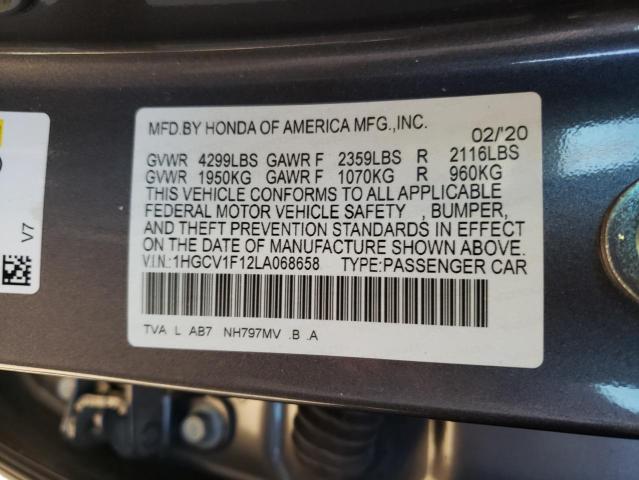 MFD.BY HONDA OF AMERICA MFG.,INC.
02/'20
GVWR 4299LBS GAWR F 2359LBS R 2116LBS
GVWR 1950KG GAWR F 1070KG R 960KG
THIS VEHICLE CONFORMS TO ALL APPLICABLE
FEDERAL MOTOR VEHICLE SAFETY , BUMPER,
AND THEFT PREVENTION STANDARDS IN EFFECT
ON THE DATE OF MANUFACTURE SHOWN ABOVE.
V.I.N.:1HGCV1F12LA068658 TYPE:PASSENGER CAR
TVA L AB7 NH797MV .B .A
V7